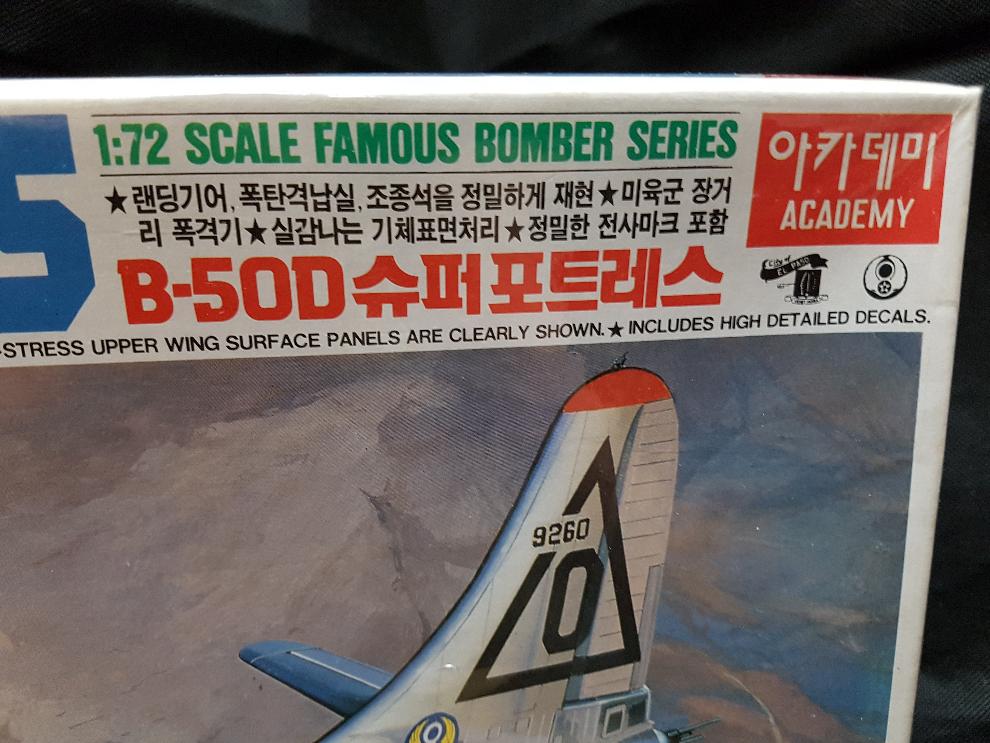 S
1:72 SCALE FAMOUS BOMBER SERIES
★랜딩기어, 폭탄격납실, 조종석을 정밀하게 재현★미육군 장거
리 폭격기★실감나는 기체표면처리★정밀한 전사마크 포함
B-50D 슈퍼포트레스
아카데미
ACADEMY
EL PASO
-STRESS UPPER WING SURFACE PANELS ARE CLEARLY SHOWN.★INCLUDES HIGH DETAILED DECALS.
9260
O